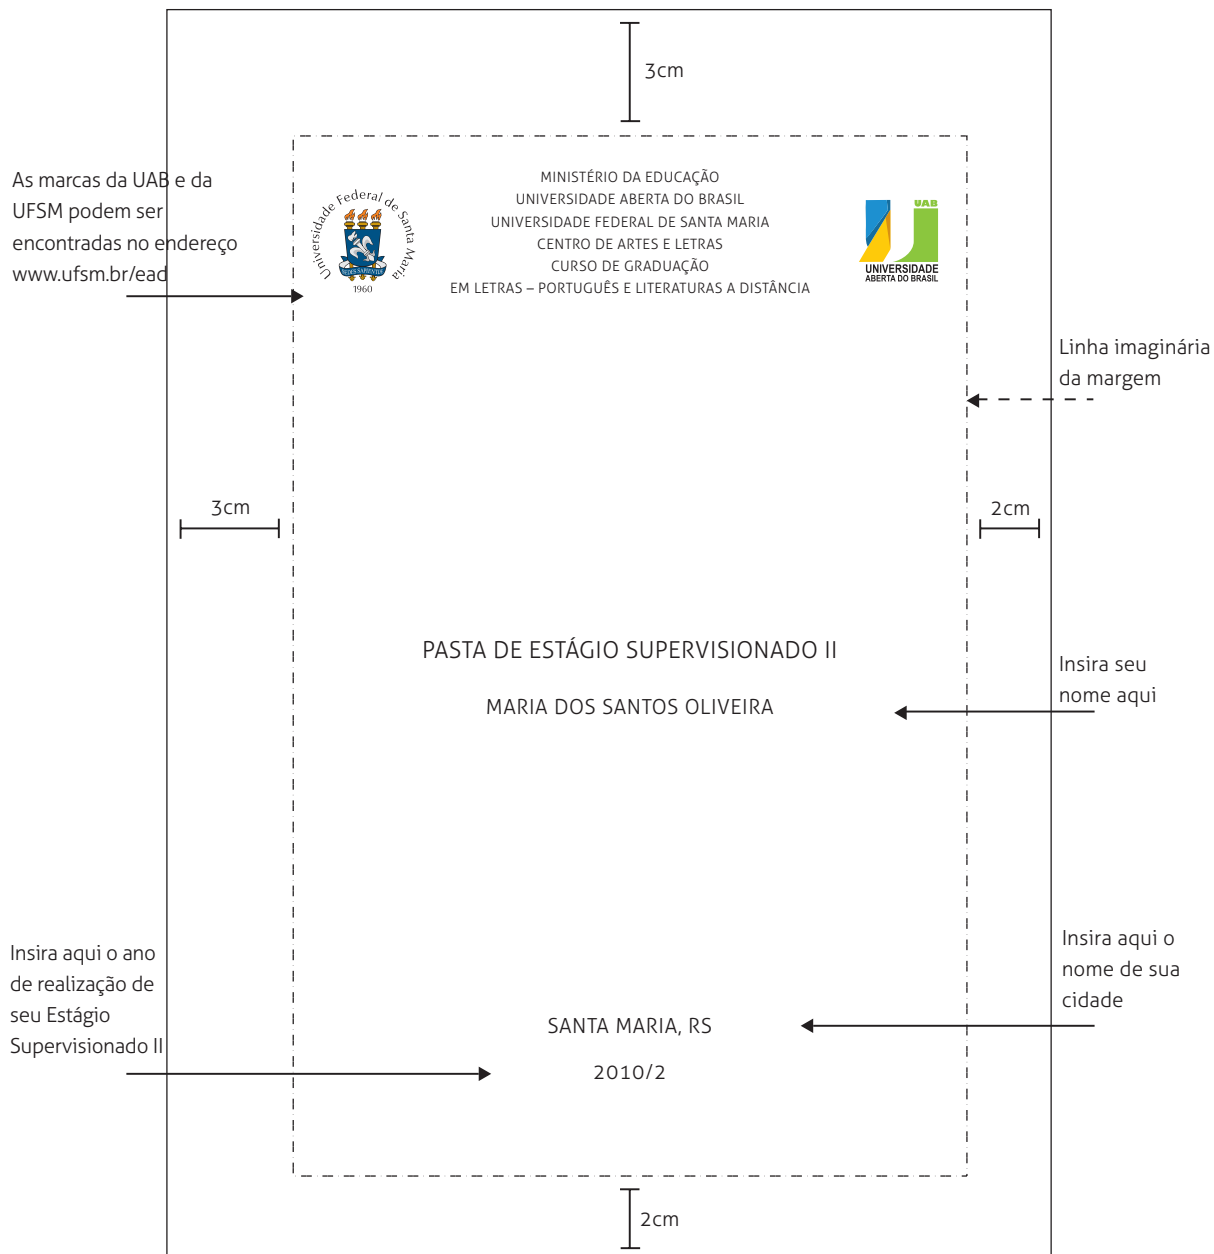 3cm
As marcas da UAB e da
UFSM podem ser
encontradas no endereço
www.ufsm.br/ead
Universidade Federal de Santa Maria
SEDES SAPIENTIAE
1960
MINISTÉRIO DA EDUCAÇÃO
UNIVERSIDADE ABERTA DO BRASIL
UNIVERSIDADE FEDERAL DE SANTA MARIA
CENTRO DE ARTES E LETRAS
CURSO DE GRADUAÇÃO
EM LETRAS – PORTUGUÊS E LITERATURAS A DISTÂNCIA
UAB
UNIVERSIDADE
ABERTA DO BRASIL
Linha imaginária
da margem
3cm
2cm
PASTA DE ESTÁGIO SUPERVISIONADO II
MARIA DOS SANTOS OLIVEIRA
Insira seu
nome aqui
Insira aqui o ano
de realização de
seu Estágio
Supervisionado II
Insira aqui o
nome de sua
cidade
SANTA MARIA, RS
2010/2
2cm